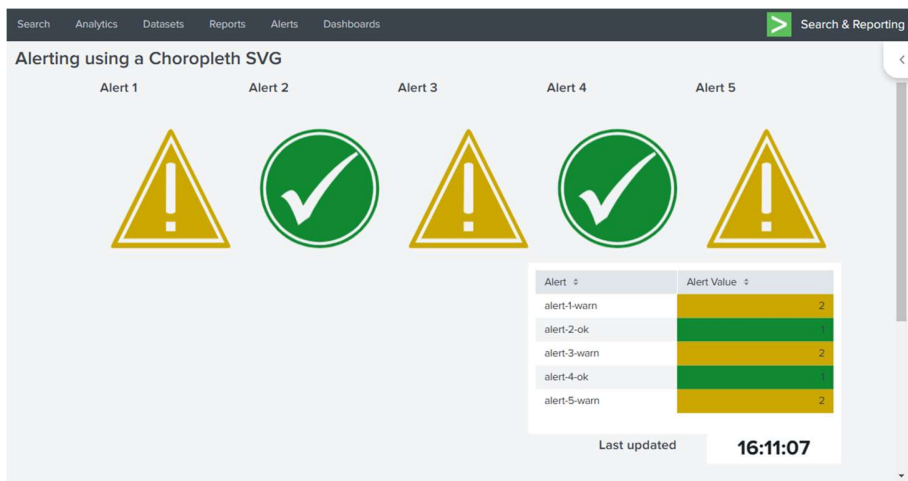 Search Analytics Datasets Reports Alerts Dashboards Search & Reporting
Alerting using a Choropleth SVG
Alert 1 Alert 2 Alert 3 Alert 4 Alert 5
Alert Alert Value
alert-1-warn 2
alert-2-ok 1
alert-3-warn 2
alert-4-ok 1
alert-5-warn 2
Last updated 16:11:07